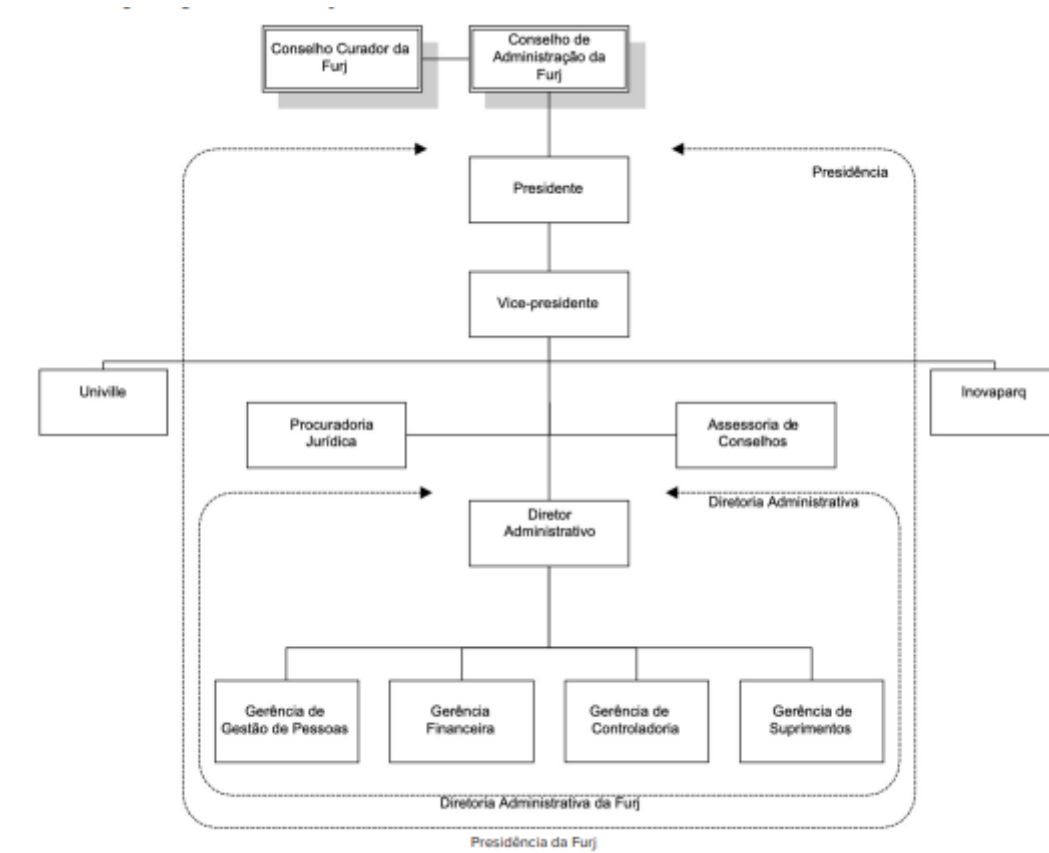 Conselho Curador da
Furj
Conselho de
Administração da
Furj
Presidência
Presidente
Vice-presidente
Univille
Inovaparq
Procuradoria
Jurídica
Assessoria de
Conselhos
Diretoria Administrativa
Diretor
Administrativo
Gerência de
Gestão de Pessoas
Gerência
Financeira
Gerência de
Controladoria
Gerência de
Suprimentos
Diretoria Administrativa da Furj
Presidência da Furj